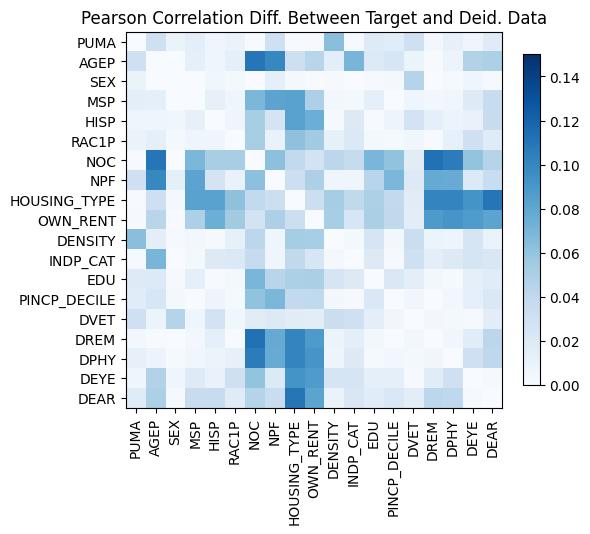 Pearson Correlation Diff. Between Target and Deid. Data
PUMA
AGEP
SEX
MSP
HISP
RAC1P
NOC
NPF
HOUSING_TYPE
OWN_RENT
DENSITY
INDP_CAT
EDU
PINCP_DECILE
DVET
DREM
DPHY
DEYE
DEAR
PUMA
AGEP
SEX
MSP
HISP
RAC1P
NOC
NPF
HOUSING_TYPE
OWN_RENT
DENSITY
INDP_CAT
EDU
PINCP_DECILE
DVET
DREM
DPHY
DEYE
DEAR
0.14
0.12
0.10
0.08
0.06
0.04
0.02
0.00